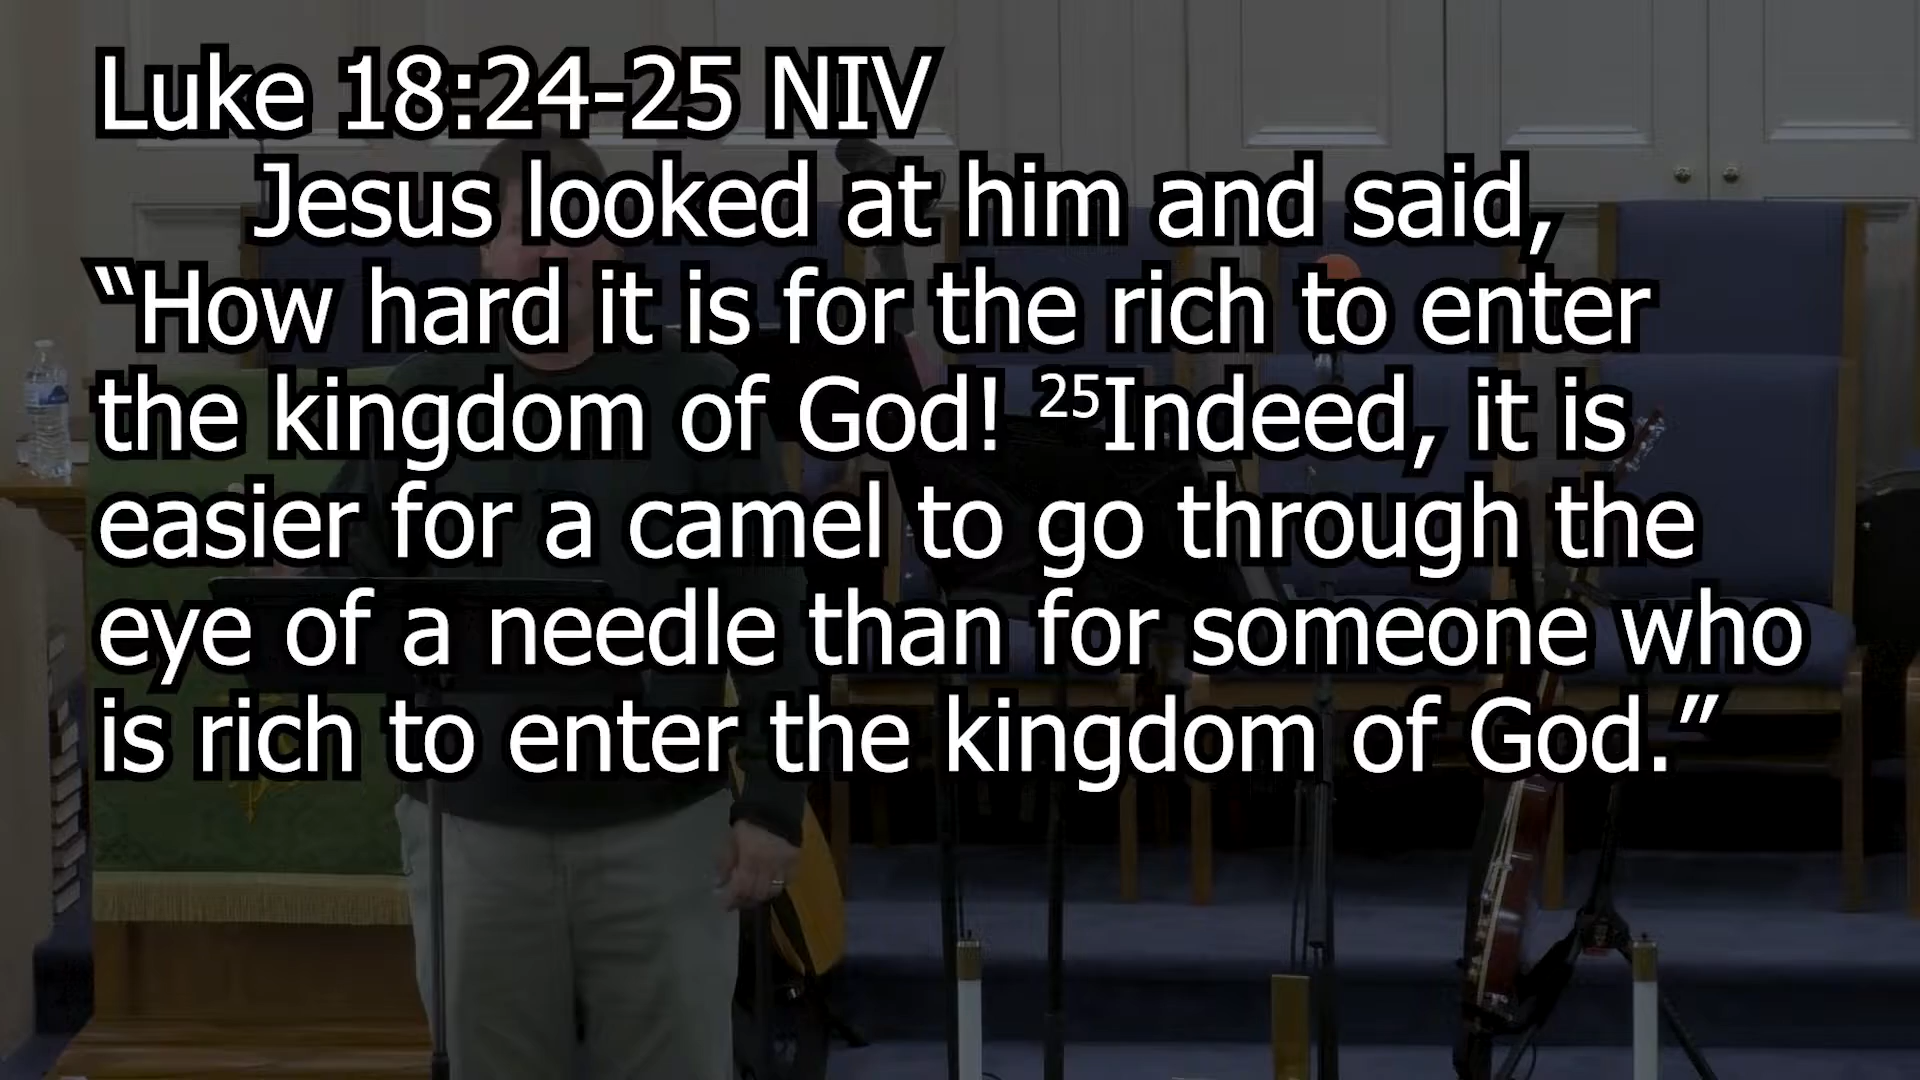 Luke 18:24-25 NIV
Jesus looked at him and said,
“How hard it is for the rich to enter
the kingdom of God! ²⁵Indeed, it is
easier for a camel to go through the
eye of a needle than for someone who
is rich to enter the kingdom of God.”